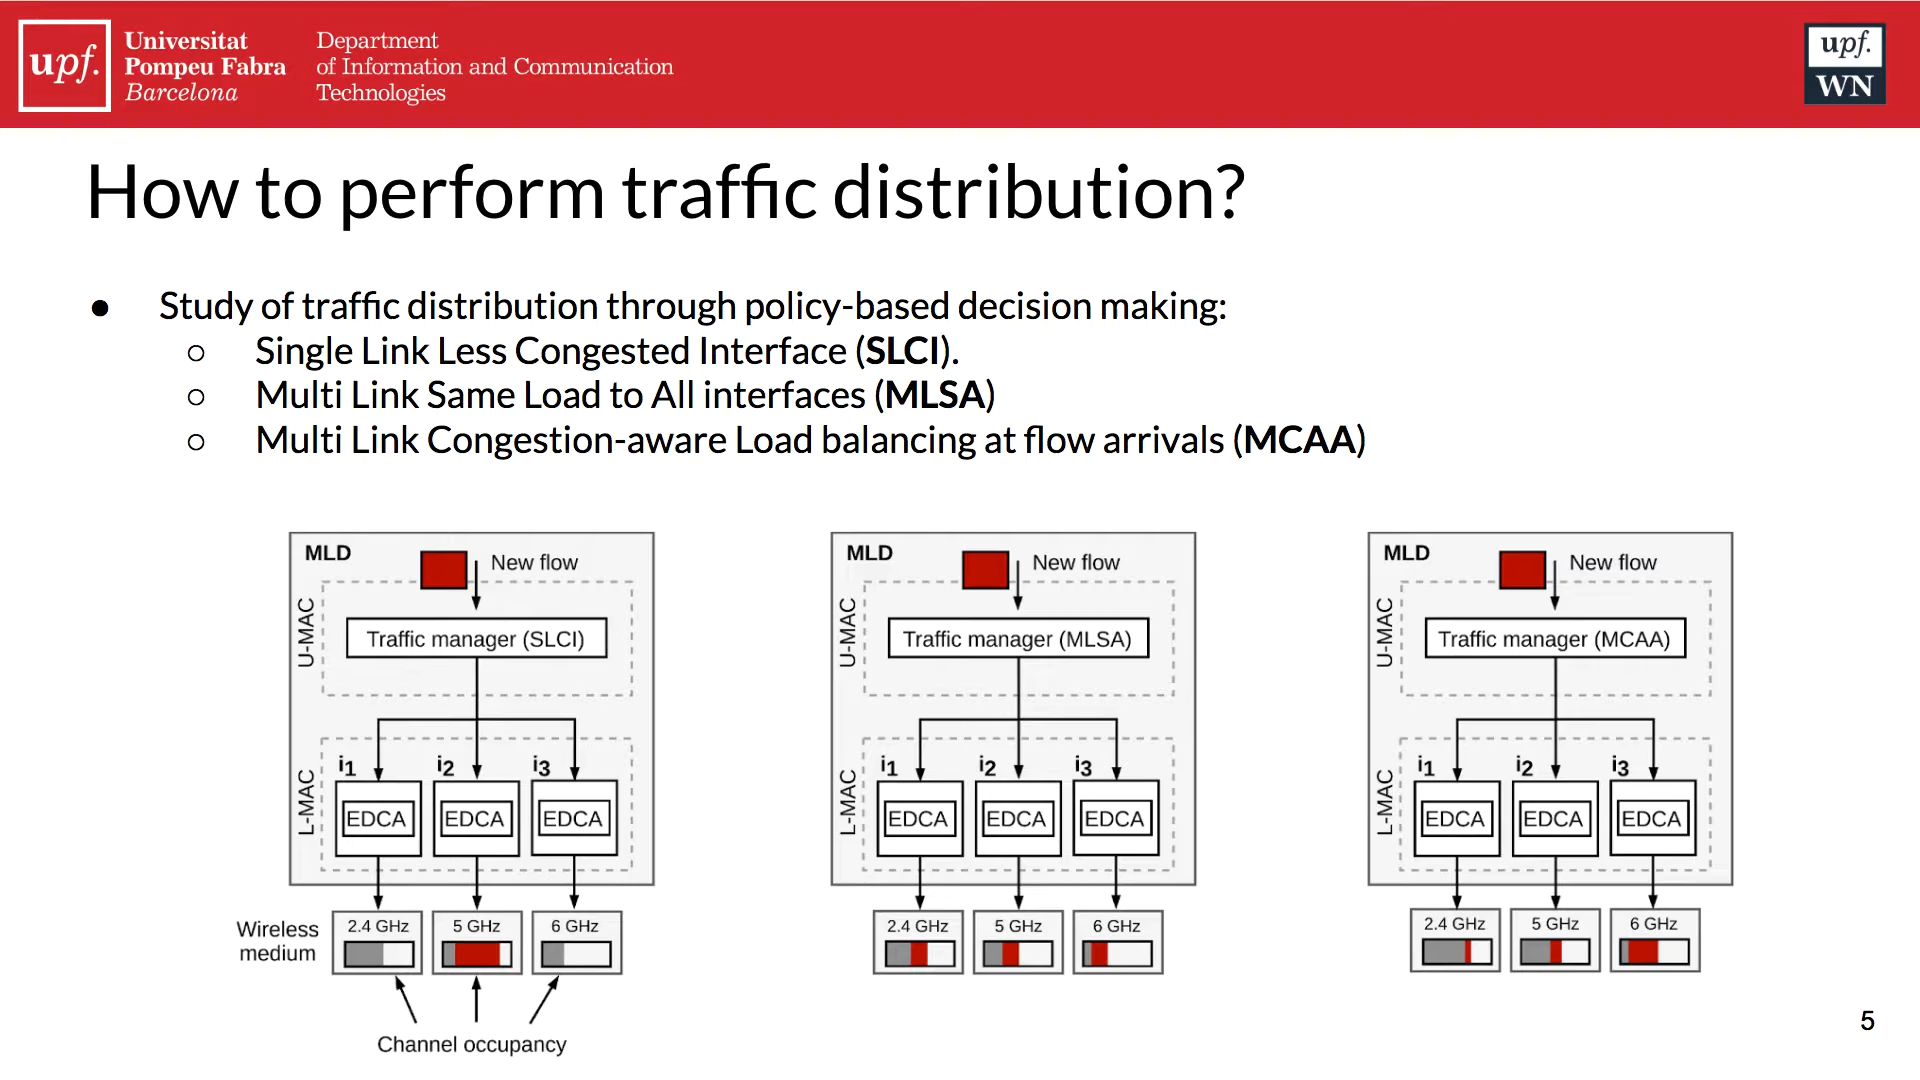 upf.
Universitat
Pompeu Fabra
Barcelona
Department
of Information and Communication
Technologies
upf.
WN
How to perform traffic distribution?
● Study of traffic distribution through policy-based decision making:
○ Single Link Less Congested Interface (SLCI).
○ Multi Link Same Load to All interfaces (MLSA)
○ Multi Link Congestion-aware Load balancing at flow arrivals (MCAA)
MLD
New flow
U-MAC
Traffic manager (SLCI)
L-MAC
i1 i2 i3
EDCA EDCA EDCA
Wireless
medium
2.4 GHz 5 GHz 6 GHz
Channel occupancy
MLD
New flow
U-MAC
Traffic manager (MLSA)
L-MAC
i1 i2 i3
EDCA EDCA EDCA
2.4 GHz 5 GHz 6 GHz
MLD
New flow
U-MAC
Traffic manager (MCAA)
L-MAC
i1 i2 i3
EDCA EDCA EDCA
2.4 GHz 5 GHz 6 GHz
5